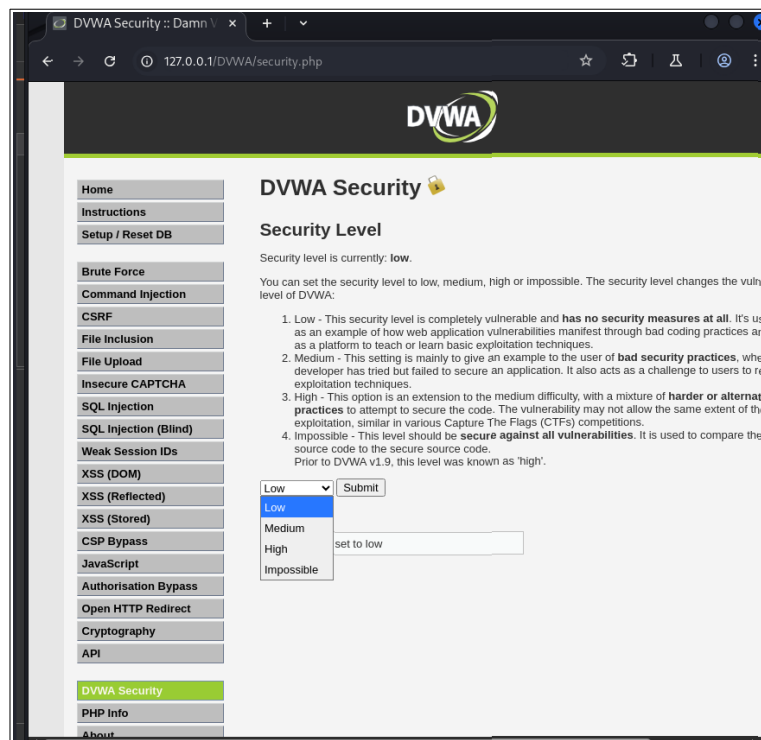 DVWA Security :: Damn V
127.0.0.1/DVWA/security.php
DVWA
Home
Instructions
Setup / Reset DB
Brute Force
Command Injection
CSRF
File Inclusion
File Upload
Insecure CAPTCHA
SQL Injection
SQL Injection (Blind)
Weak Session IDs
XSS (DOM)
XSS (Reflected)
XSS (Stored)
CSP Bypass
JavaScript
Authorisation Bypass
Open HTTP Redirect
Cryptography
API
DVWA Security
PHP Info
About
DVWA Security
Security Level
Security level is currently: low.
You can set the security level to low, medium, high or impossible. The security level changes the vuln
level of DVWA:
1. Low - This security level is completely vulnerable and has no security measures at all. It's us
as an example of how web application vulnerabilities manifest through bad coding practices an
as a platform to teach or learn basic exploitation techniques.
2. Medium - This setting is mainly to give an example to the user of bad security practices, whe
developer has tried but failed to secure an application. It also acts as a challenge to users to re
exploitation techniques.
3. High - This option is an extension to the medium difficulty, with a mixture of harder or alternat
practices to attempt to secure the code. The vulnerability may not allow the same extent of th
exploitation, similar in various Capture The Flags (CTFs) competitions.
4. Impossible - This level should be secure against all vulnerabilities. It is used to compare the
source code to the secure source code.
Prior to DVWA v1.9, this level was known as 'high'.
Low Submit
Low
Medium
High
Impossible
set to low